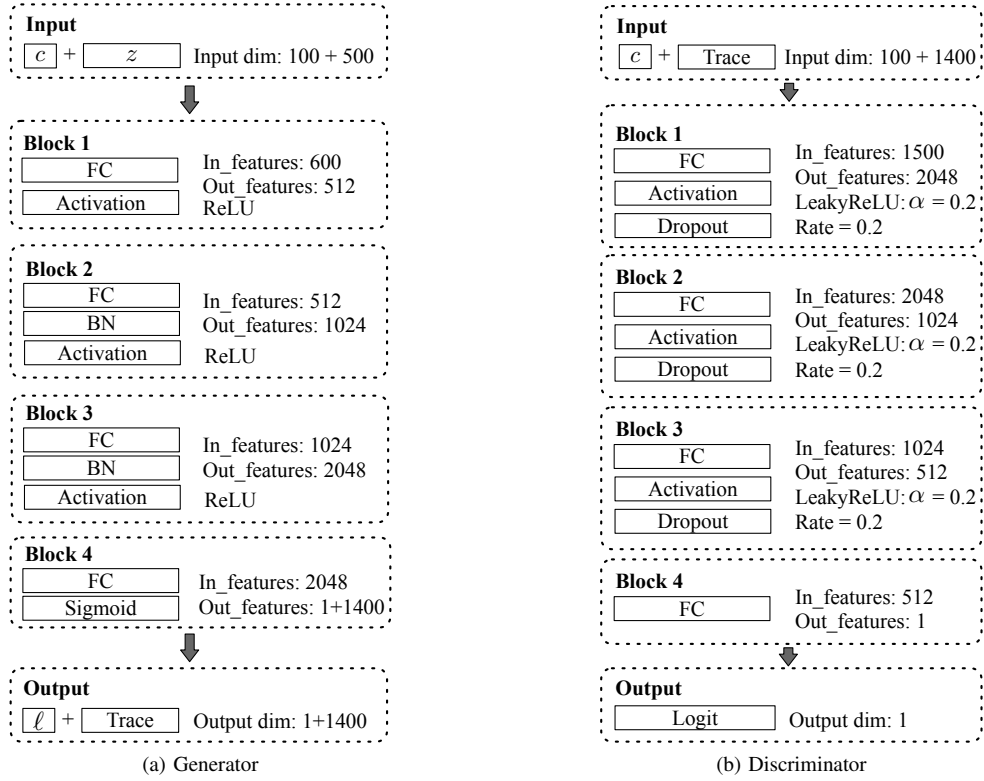 Input
c + z Input dim: 100 + 500
Block 1
FC
Activation
In_features: 600
Out_features: 512
ReLU
Block 2
FC
BN
Activation
In_features: 512
Out_features: 1024
ReLU
Block 3
FC
BN
Activation
In_features: 1024
Out_features: 2048
ReLU
Block 4
FC
Sigmoid
In_features: 2048
Out_features: 1+1400
Output
ℓ + Trace Output dim: 1+1400
(a) Generator
Input
c + Trace Input dim: 100 + 1400
Block 1
FC
Activation
Dropout
In_features: 1500
Out_features: 2048
LeakyReLU: α = 0.2
Rate = 0.2
Block 2
FC
Activation
Dropout
In_features: 2048
Out_features: 1024
LeakyReLU: α = 0.2
Rate = 0.2
Block 3
FC
Activation
Dropout
In_features: 1024
Out_features: 512
LeakyReLU: α = 0.2
Rate = 0.2
Block 4
FC
In_features: 512
Out_features: 1
Output
Logit Output dim: 1
(b) Discriminator